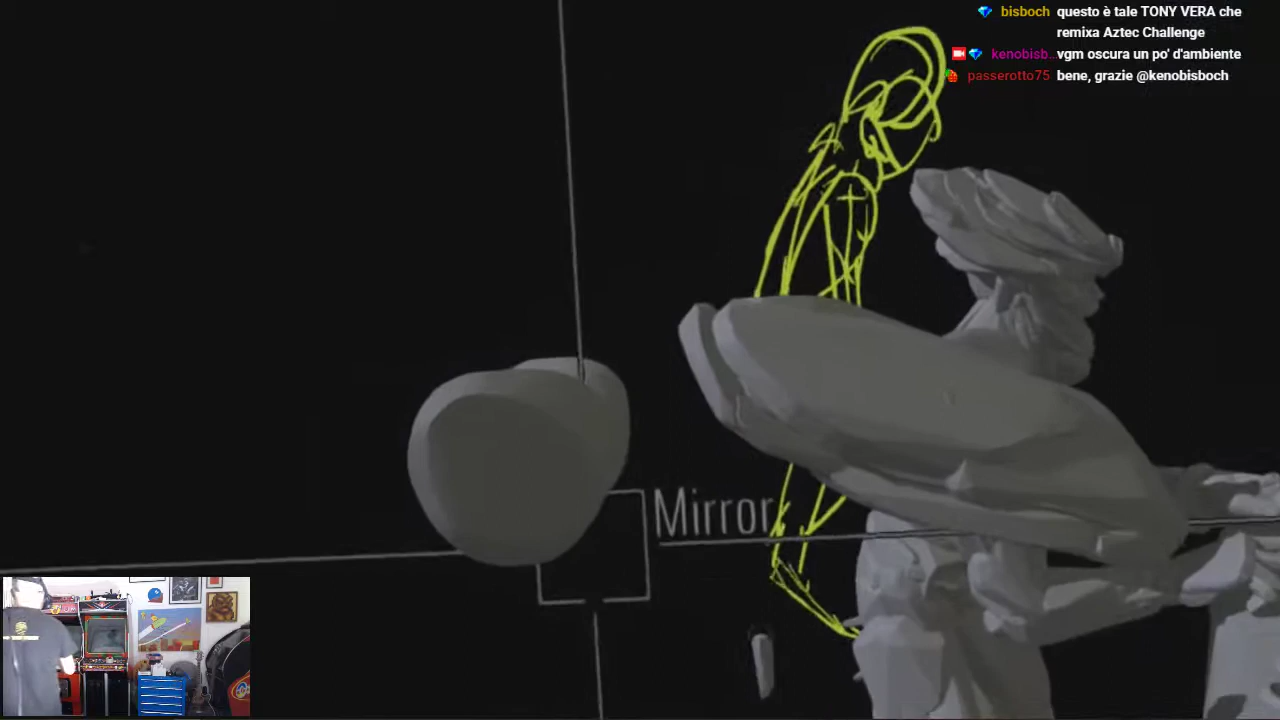 bisboch questo è tale TONY VERA che
remixa Aztec Challenge
kenobisb... vgm oscura un po' d'ambiente
passerotto75 bene, grazie @kenobisboch
Mirror